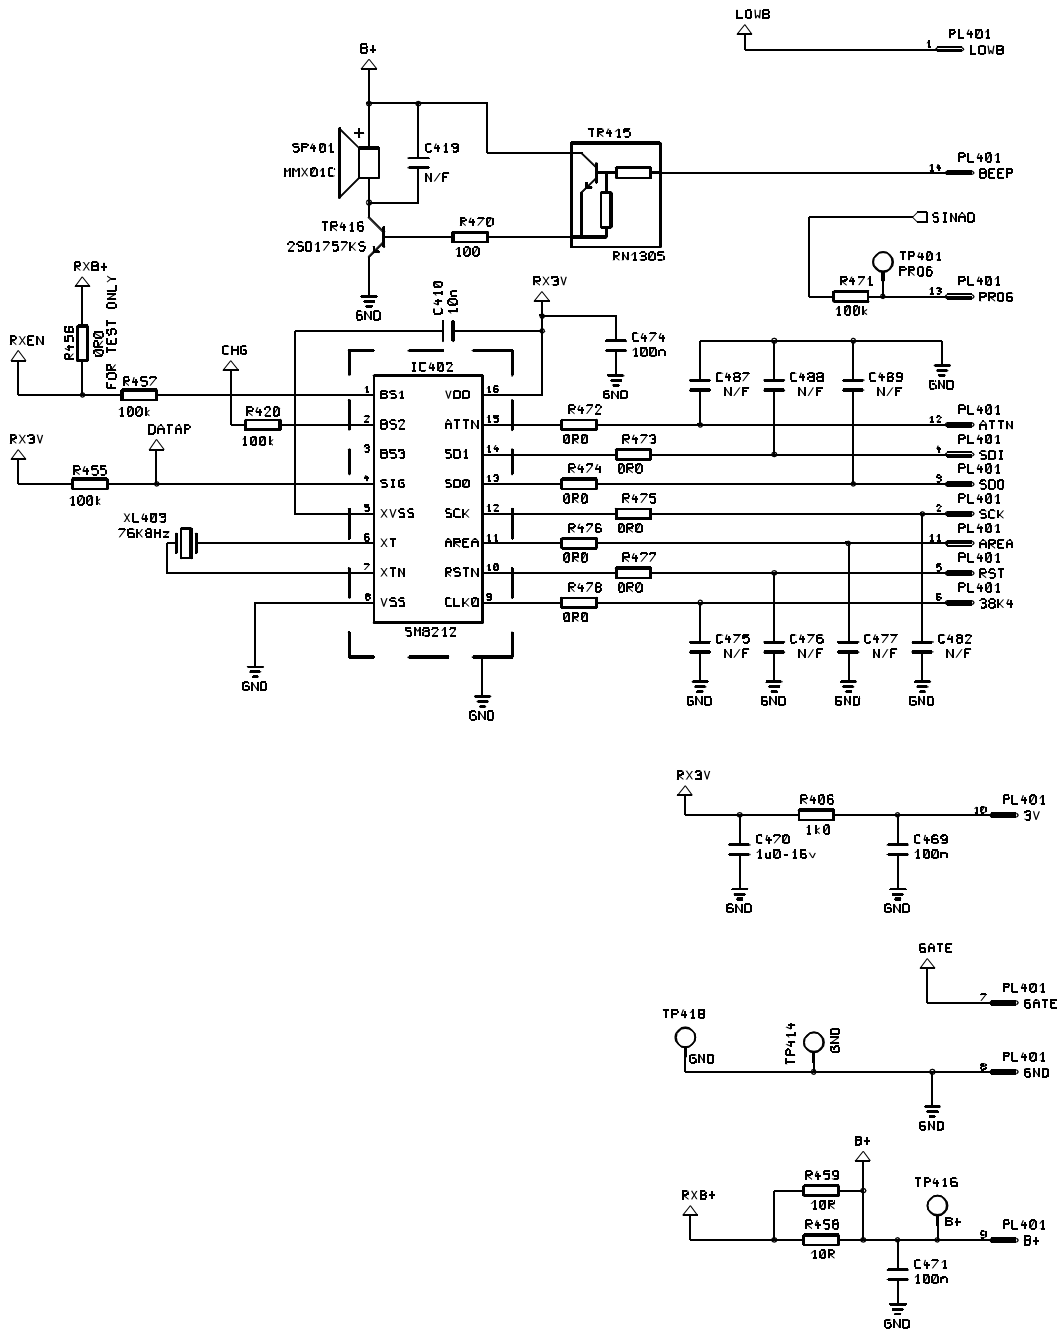 LOWB
PL401
1 LOWB
B+
TR415
SP401
+
C419
MMX01C
N/F
PL401
14 BEEP
TR416
R470
SINAD
2SD1757KS
100
RN1305
TP401
PROG
RXB+
GND
C410
10n
RX3V
R471
PL401
13 PROG
100k
R456
0R0
FOR TEST ONLY
RXEN
CHG
C474
100n
IC402
GND
R457
C487
N/F
C488
N/F
C489
N/F
GND
1 BS1
VDD 16
100k
R420
R472
PL401
2 BS2
ATTN 15
12 ATTN
RX3V
DATAP
100k
0R0
R473
PL401
3 BS3
SDI 14
4 SDI
R455
R474
0R0
PL401
4 SIG
SDO 13
3 SDO
100k
0R0
R475
PL401
5 XVSS
SCK 12
2 SCK
XL403
76K8Hz
R476
0R0
PL401
6 XT
AREA 11
11 AREA
0R0
R477
PL401
7 XTN
RSTN 10
5 RST
R478
0R0
PL401
8 VSS
CLKO 9
6 38K4
0R0
SM8212
C475
N/F
C476
N/F
C477
N/F
C482
N/F
GND
GND
GND
GND
GND
GND
RX3V
R406
PL401
10 3V
1k0
C470
1u0-16v
C469
100n
GND
GND
GATE
PL401
7 GATE
TP418
GND
TP414
GND
PL401
8 GND
GND
B+
R459
RXB+
10R
TP416
R458
B+
PL401
9 B+
10R
C471
100n
GND